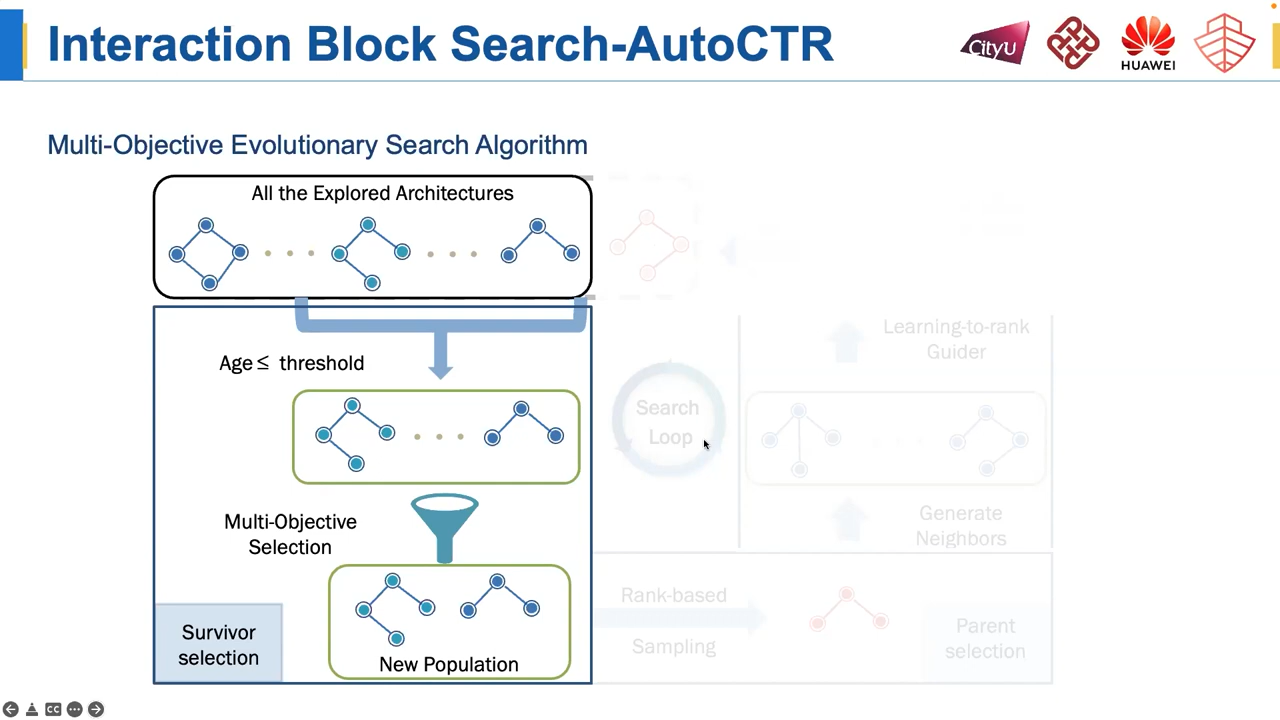 Interaction Block Search-AutoCTR
CityU
HUAWEI
Multi-Objective Evolutionary Search Algorithm
All the Explored Architectures
Age ≤ threshold
Learning-to-rank
Guider
Search
Loop
Multi-Objective
Selection
Generate
Neighbors
Survivor
selection
New Population
Rank-based
Sampling
Parent
selection
CC